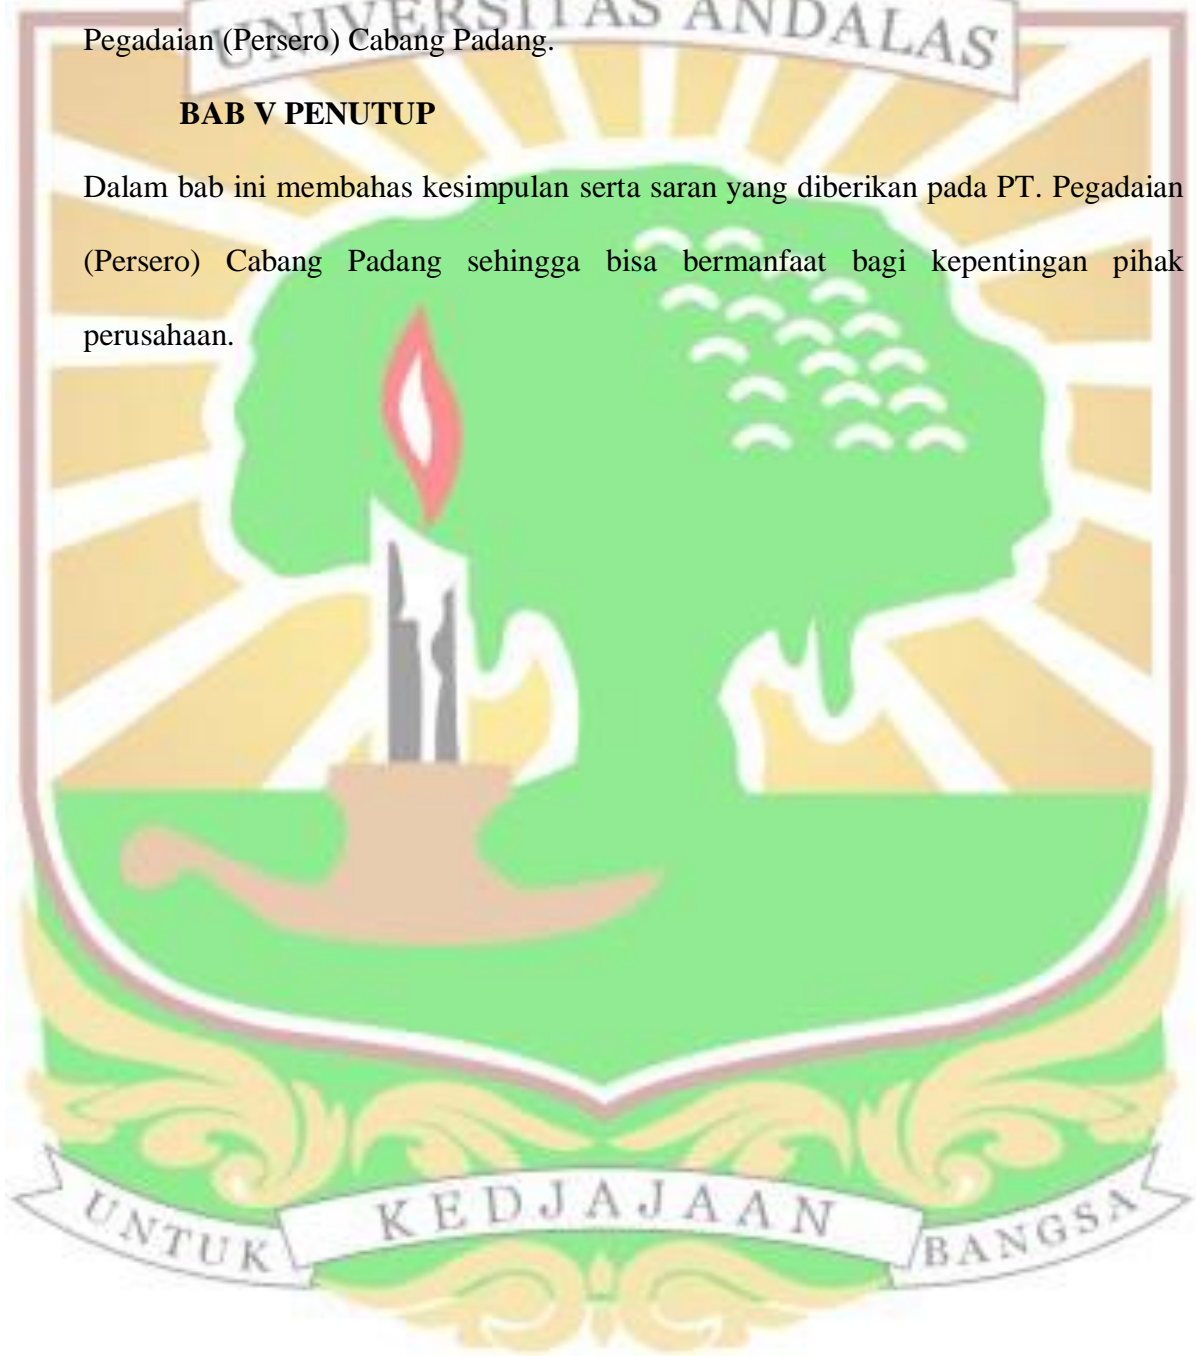 UNIVERSITAS ANDALAS
Pegadaian (Persero) Cabang Padang.
BAB V PENUTUP
Dalam bab ini membahas kesimpulan serta saran yang diberikan pada PT. Pegadaian
(Persero) Cabang Padang sehingga bisa bermanfaat bagi kepentingan pihak
perusahaan.
UNTUK KEDJAJAAN BANGSA